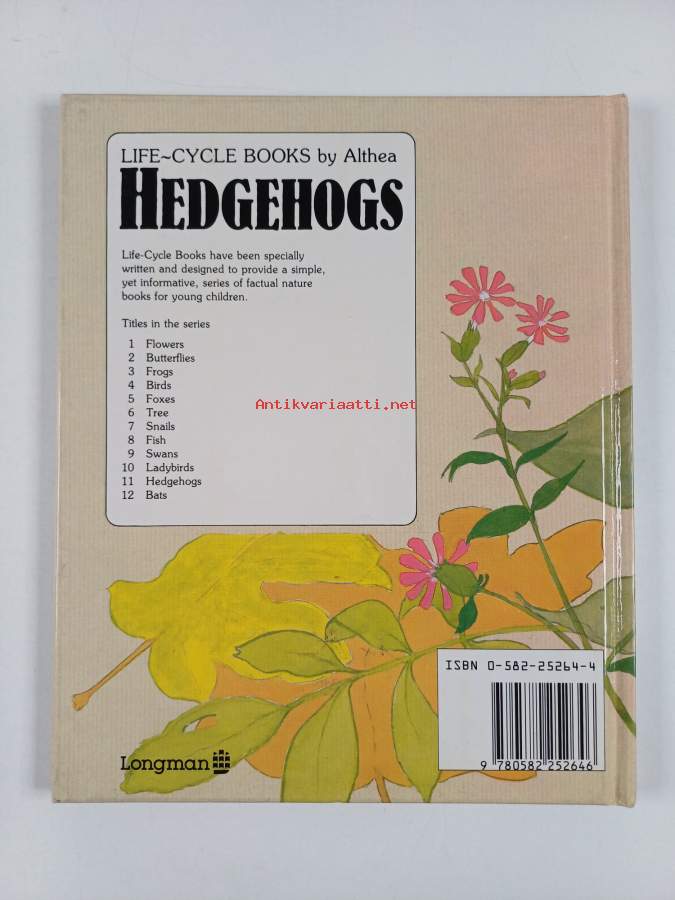 LIFE~CYCLE BOOKS by Althea
HEDGEHOGS
Life-Cycle Books have been specially
written and designed to provide a simple,
yet informative, series of factual nature
books for young children.
Titles in the series
1 Flowers
2 Butterflies
3 Frogs
4 Birds
5 Foxes
6 Tree
7 Snails
8 Fish
9 Swans
10 Ladybirds
11 Hedgehogs
12 Bats
Antikvariaatti.net
ISBN 0-582-25264-4
9 780582 252646
Longman